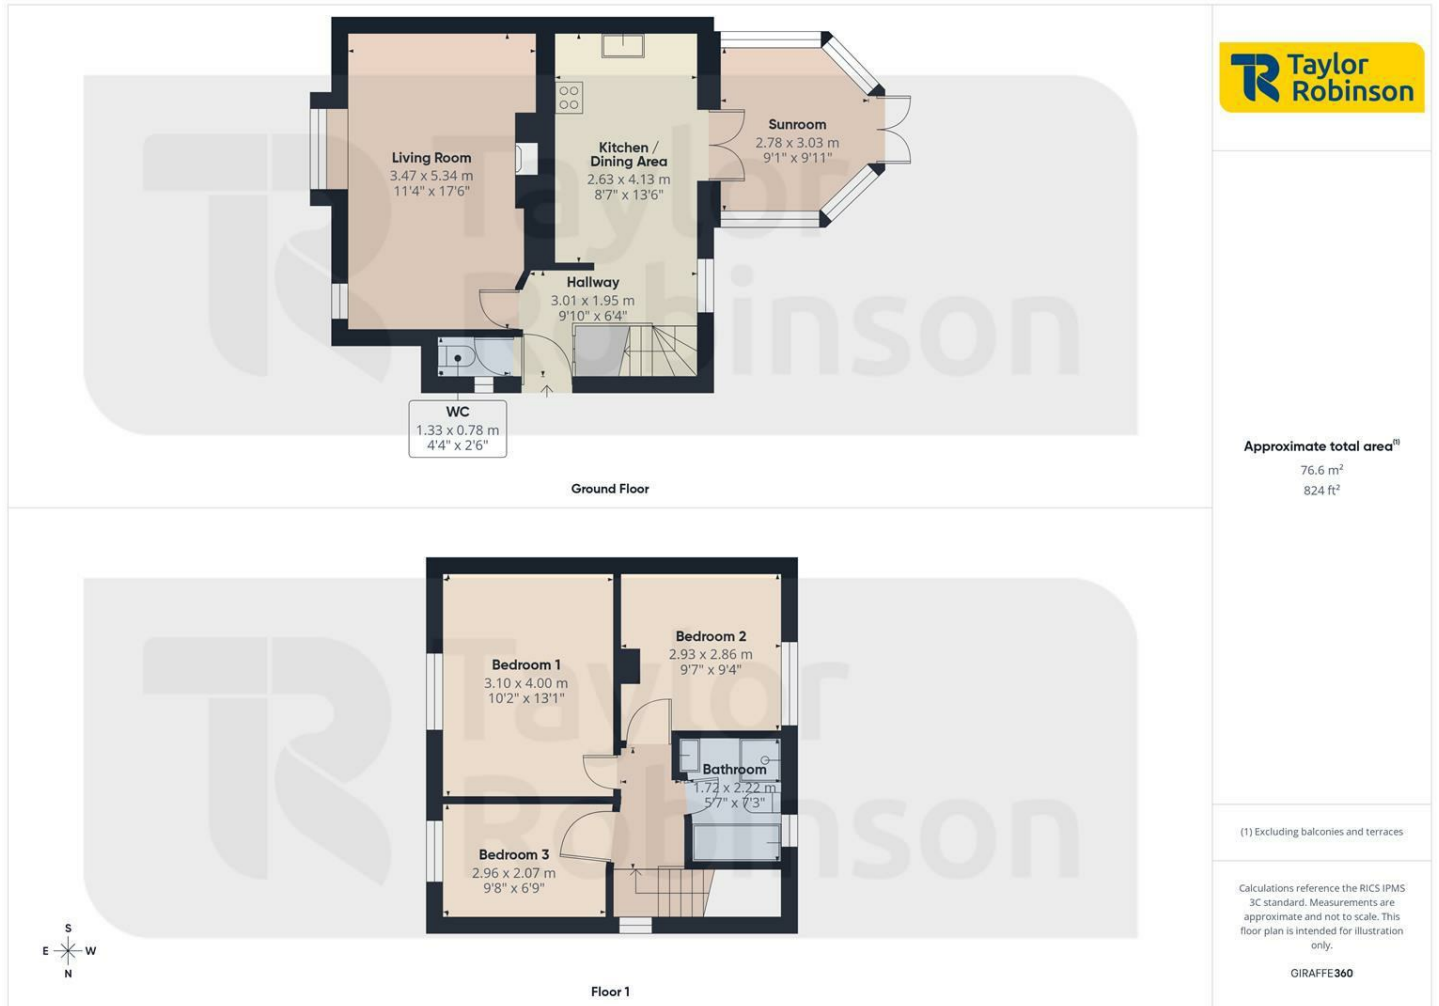 Living Room
3.47 x 5.34 m
11'4" x 17'6"
Kitchen /
Dining Area
2.63 x 4.13 m
8'7" x 13'6"
Sunroom
2.78 x 3.03 m
9'1" x 9'11"
Hallway
3.01 x 1.95 m
9'10" x 6'4"
WC
1.33 x 0.78 m
4'4" x 2'6"
Taylor
Robinson
Ground Floor
Bedroom 1
3.10 x 4.00 m
10'2" x 13'1"
Bedroom 2
2.93 x 2.86 m
9'7" x 9'4"
Bathroom
1.72 x 2.22 m
5'7" x 7'3"
Bedroom 3
2.96 x 2.07 m
9'8" x 6'9"
Taylor
Robinson
S
E W
N
Floor 1
TR Taylor
Robinson
Approximate total area(1)
76.6 m²
824 ft²
(1) Excluding balconies and terraces
Calculations reference the RICS IPMS
3C standard. Measurements are
approximate and not to scale. This
floor plan is intended for illustration
only.
GIRAFFE360